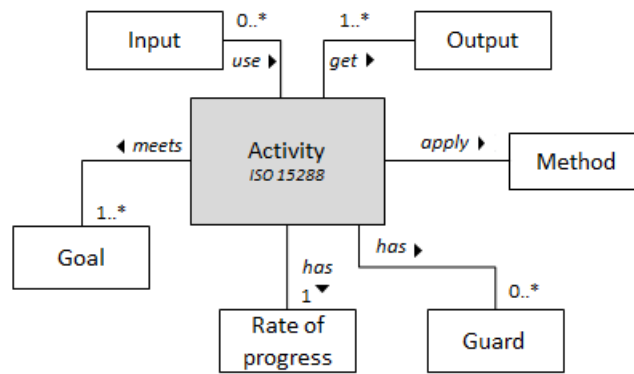 0..*
1..*
Input
Output
use ▶
get ▶
◀ meets
Activity
ISO 15288
apply ▶
Method
1..*
Goal
has
1 ▼
has ▶
0..*
Rate of
progress
Guard